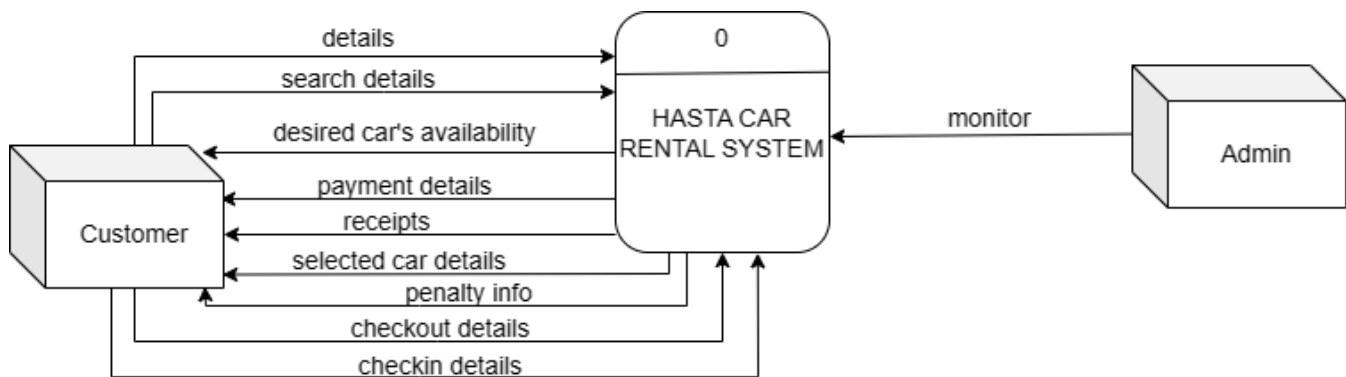 details
0
search details
HASTA CAR
RENTAL SYSTEM
monitor
desired car's availability
Admin
payment details
receipts
Customer
selected car details
penalty info
checkout details
checkin details